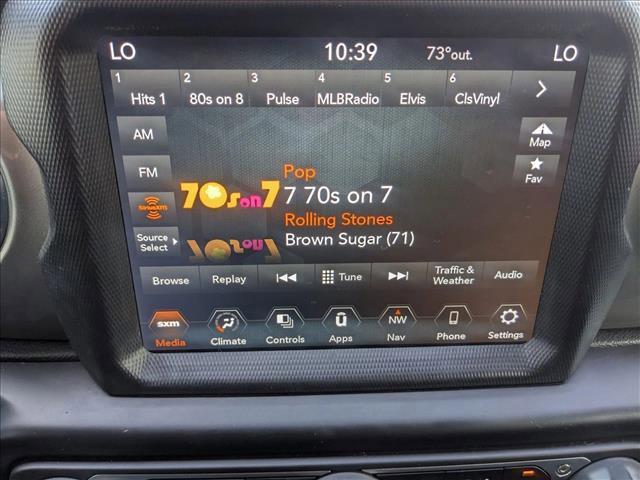 LO 10:39 73°out. LO
1 2 3 4 5 6
Hits 1 80s on 8 Pulse MLBRadio Elvis ClsVinyl
AM
Map
FM
Fav
SiriusXM
Source
Select
70s on 7
Pop
7 70s on 7
Rolling Stones
Brown Sugar (71)
Browse Replay Tune Traffic & Weather Audio
sxm NW
Media Climate Controls Apps Nav Phone Settings